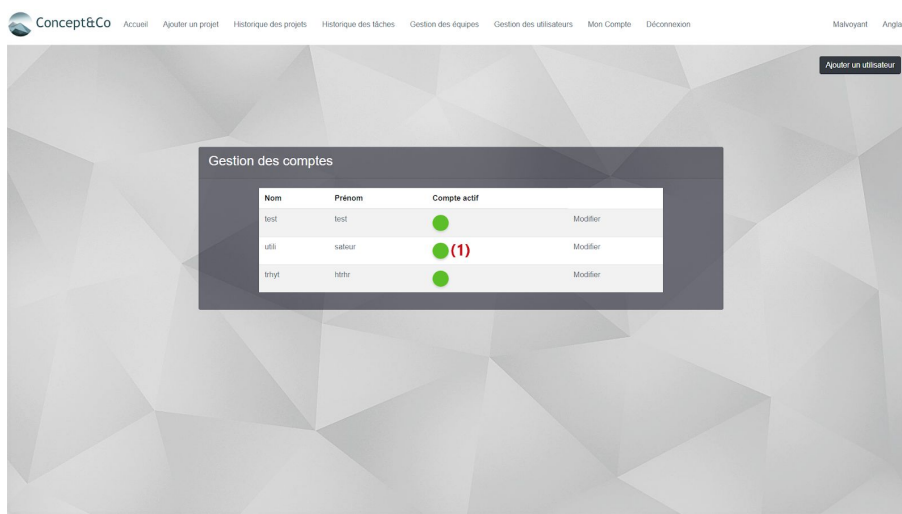 Concept&Co Accueil Ajouter un projet Historique des projets Historique des tâches Gestion des équipes Gestion des utilisateurs Mon Compte Déconnexion Malvoyant Angla
Ajouter un utilisateur
Gestion des comptes
Nom Prénom Compte actif
test test Modifier
utili sateur (1) Modifier
trhyt htrhr Modifier